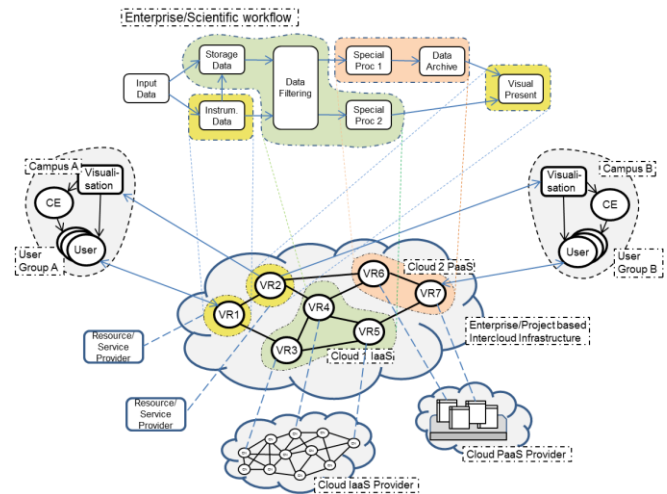 Enterprise/Scientific workflow
Storage
Data
Special
Proc 1
Data
Archive
Input
Data
Data
Filtering
Visual
Present
Instrum.
Data
Special
Proc 2
Campus A
Visuali-
sation
CE
User
User
Group A
Campus B
Visuali-
sation
CE
User
User
Group B
VR6
Cloud 2 PaaS
VR2
VR7
VR4
VR1
VR5
VR3
Cloud 1 IaaS
Enterprise/Project based
Intercloud Infrastructure
Resource/
Service
Provider
Resource/
Service
Provider
Cloud PaaS Provider
Cloud IaaS Provider